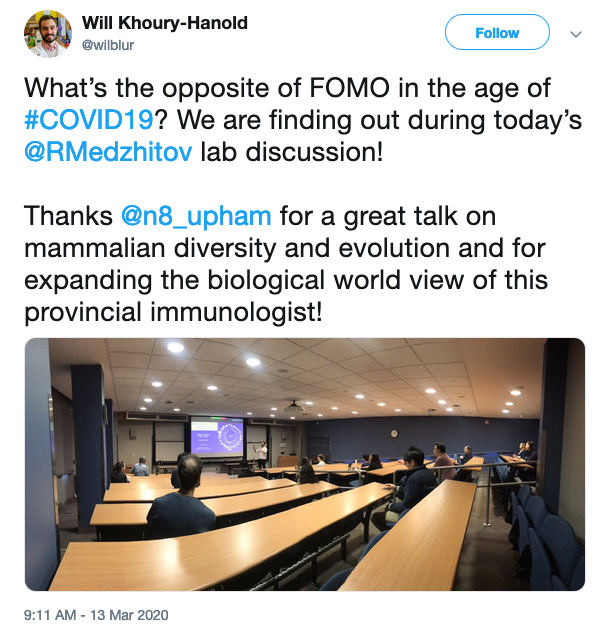 Will Khoury-Hanold
@wilblur
Follow
What's the opposite of FOMO in the age of
#COVID19? We are finding out during today's
@RMedzhitov lab discussion!
Thanks @n8_upham for a great talk on
mammalian diversity and evolution and for
expanding the biological world view of this
provincial immunologist!
9:11 AM - 13 Mar 2020